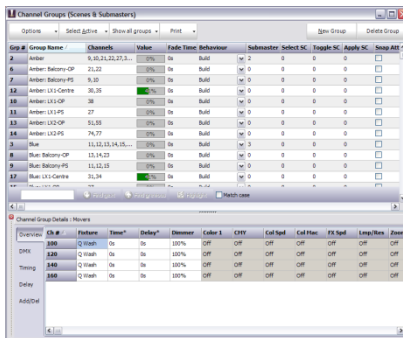 Channel Groups (Scenes & Submasters)
Options Select Active Show all groups Print New Group Delete Group
Grp # Group Name Channels Value Fade Time Behaviour Submaster Select SC Toggle SC Apply SC Snap Att
2 Amber 9,10,21,22,27,3... 0% 0s Build 2 0 0 0
6 Amber: Balcony-OP 21,22 0% 0s Build 0 0 0 0
7 Amber: Balcony-PS 9,10 0% 0s Build 0 0 0 0
12 Amber: LX1-Centre 30,35 0s Build 0 0 0 0
10 Amber: LX1-OP 38 0% 0s Build 0 0 0 0
11 Amber: LX1-PS 27 0% 0s Build 0 0 0 0
13 Amber: LX2-OP 51,55 0% 0s Build 0 0 0 0
14 Amber: LX2-PS 74,77 0% 0s Build 0 0 0 0
3 Blue 11,12,13,14,15,... 0% 0s Build 3 0 0 0
8 Blue: Balcony-OP 13,14,23 0% 0s Build 0 0 0 0
9 Blue: Balcony-PS 11,12,15 0% 0s Build 0 0 0 0
17 Blue: LX1-Centre 31,34 0s Build 0 0 0 0
Match case
Channel Group Details : Movers
Overview Ch # Fixture Time* Delay* Dimmer Color 1 CMY Col Spd Col Mac FX Spd Lmp/Res Zoom
100 Q Wash 0s 0s 100% Off Off Off Off Off Off Off
DMX 120 Q Wash 0s 0s 100% Off Off Off Off Off Off Off
Timing 140 Q Wash 0s 0s 100% Off Off Off Off Off Off Off
160 Q Wash 0s 0s 100% Off Off Off Off Off Off Off
Delay
Add/Del